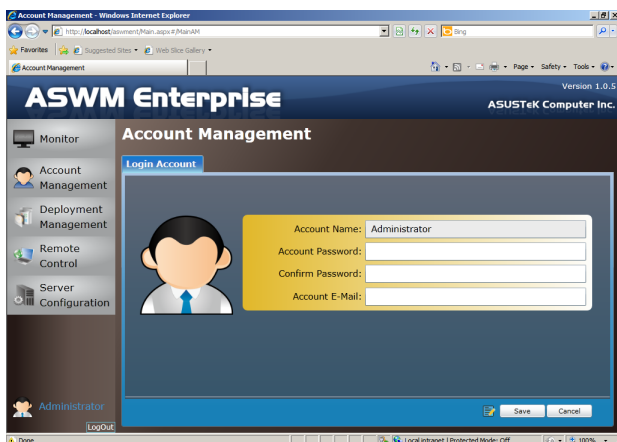 Account Management - Windows Internet Explorer
http://localhost/aswment/Main.aspx#/MainAM
Bing
Favorites Suggested Sites Web Slice Gallery
Account Management
Page Safety Tools
ASWM Enterprise
Version 1.0.5
ASUSTeK Computer Inc.
Monitor
Account Management
Deployment Management
Remote Control
Server Configuration
Administrator
LogOut
Account Management
Login Account
Account Name: Administrator
Account Password:
Confirm Password:
Account E-Mail:
Save Cancel
Done
Local intranet | Protected Mode: Off
100%